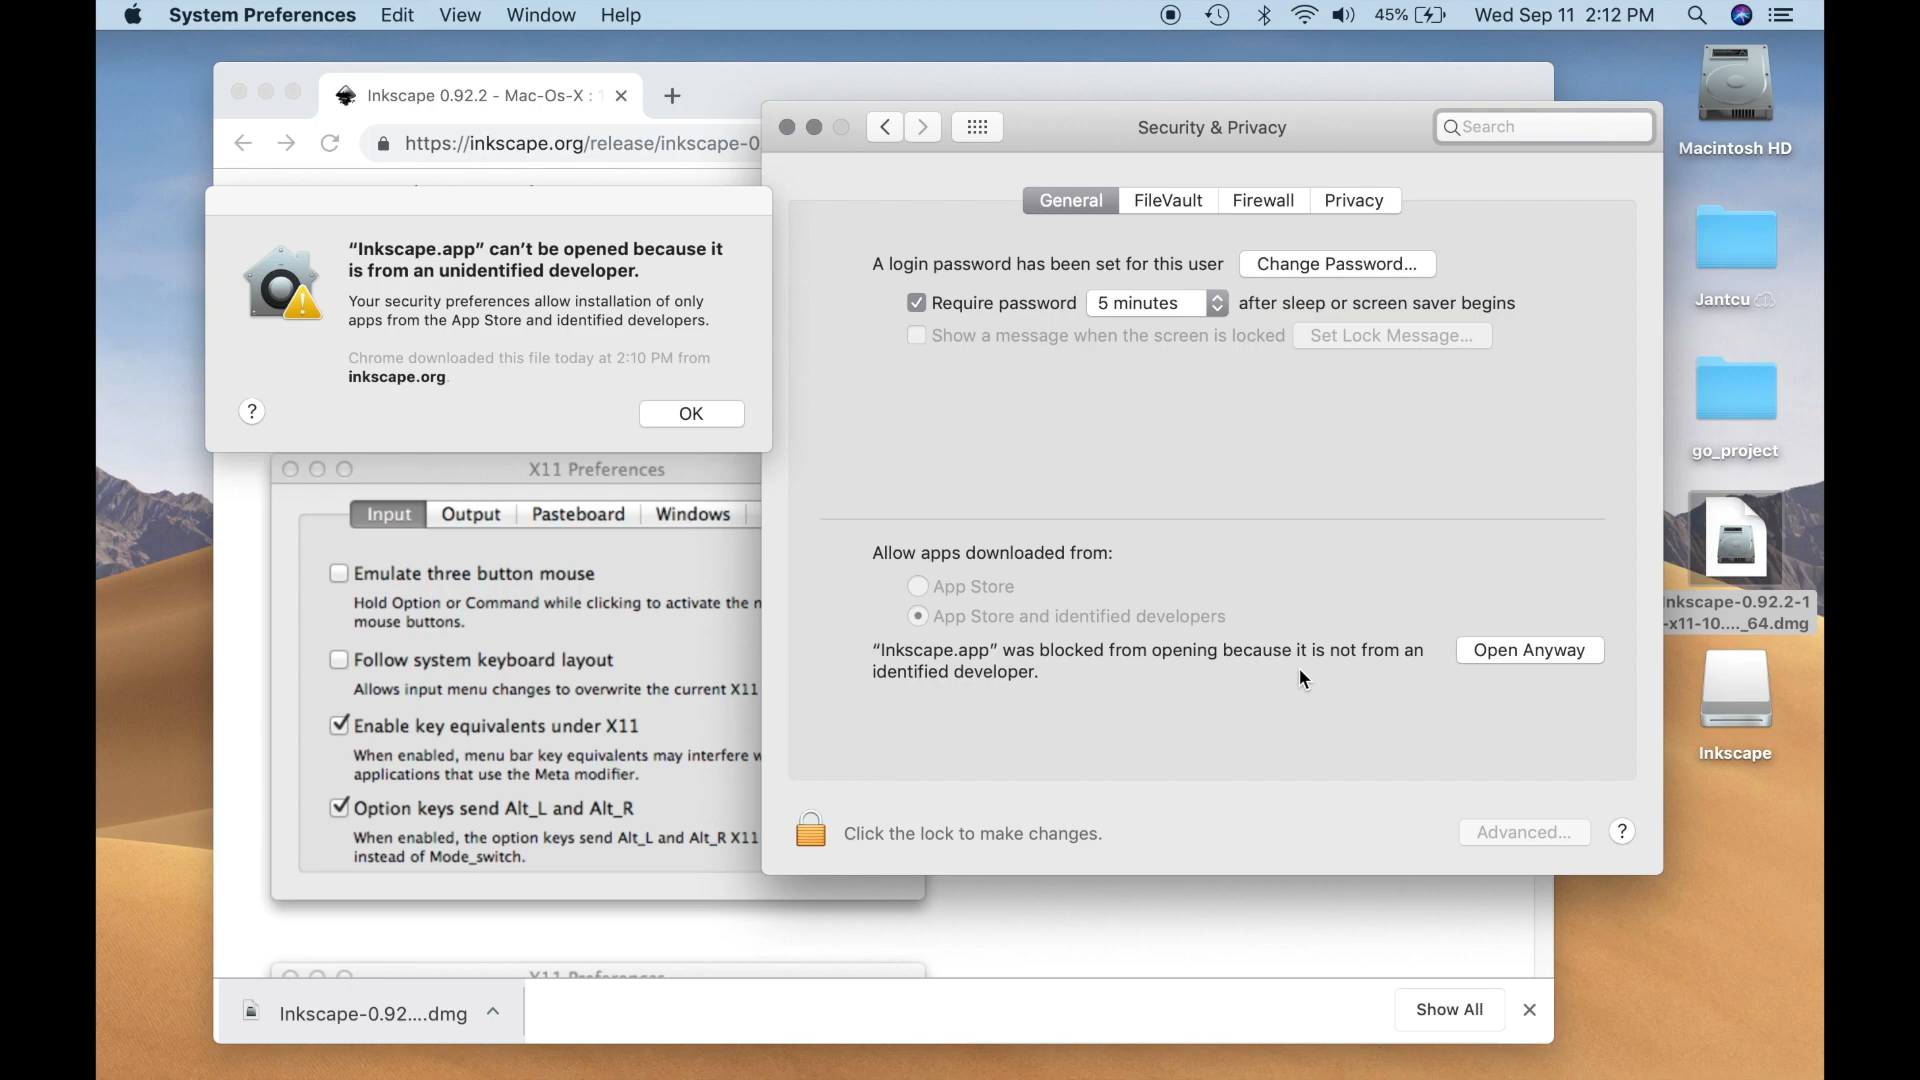 System Preferences Edit View Window Help
45% Wed Sep 11 2:12 PM
Inkscape 0.92.2 - Mac-Os-X :
https://inkscape.org/release/inkscape-0
Security & Privacy
Search
General FileVault Firewall Privacy
A login password has been set for this user Change Password...
Require password 5 minutes after sleep or screen saver begins
Show a message when the screen is locked Set Lock Message...
Allow apps downloaded from:
App Store
App Store and identified developers
“Inkscape.app” was blocked from opening because it is not from an
identified developer.
Open Anyway
Click the lock to make changes.
Advanced...
?
“Inkscape.app” can’t be opened because it
is from an unidentified developer.
Your security preferences allow installation of only
apps from the App Store and identified developers.
Chrome downloaded this file today at 2:10 PM from
inkscape.org.
?
OK
X11 Preferences
Input Output Pasteboard Windows
Emulate three button mouse
Hold Option or Command while clicking to activate the
mouse buttons.
Follow system keyboard layout
Allows input menu changes to overwrite the current X11
Enable key equivalents under X11
When enabled, menu bar key equivalents may interfere
applications that use the Meta modifier.
Option keys send Alt_L and Alt_R
When enabled, the option keys send Alt_L and Alt_R X11
instead of Mode_switch.
X11 Preferences
Inkscape-0.92....dmg
Show All
Macintosh HD
Jantcu
go_project
nkscape-0.92.2-1
-x11-10...._64.dmg
Inkscape